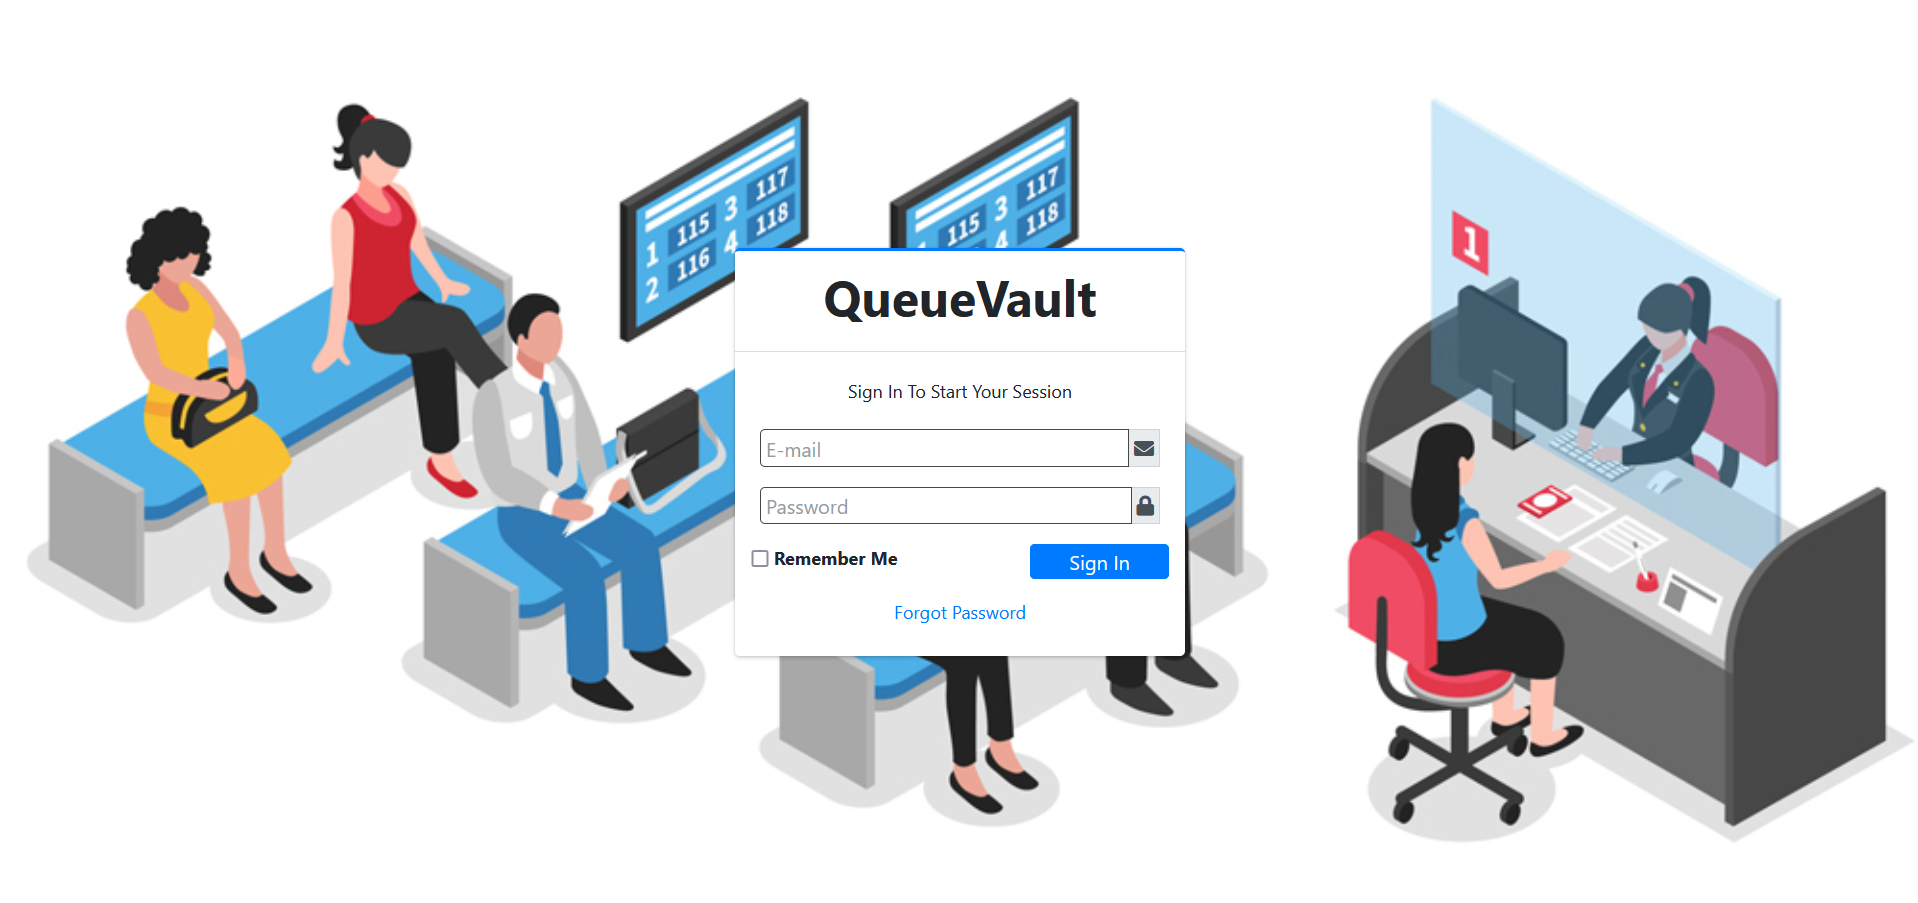 1 115 3 117
2 116 4 118
1 115 3 117
4 118
1
QueueVault
Sign In To Start Your Session
E-mail
Password
Remember Me
Sign In
Forgot Password